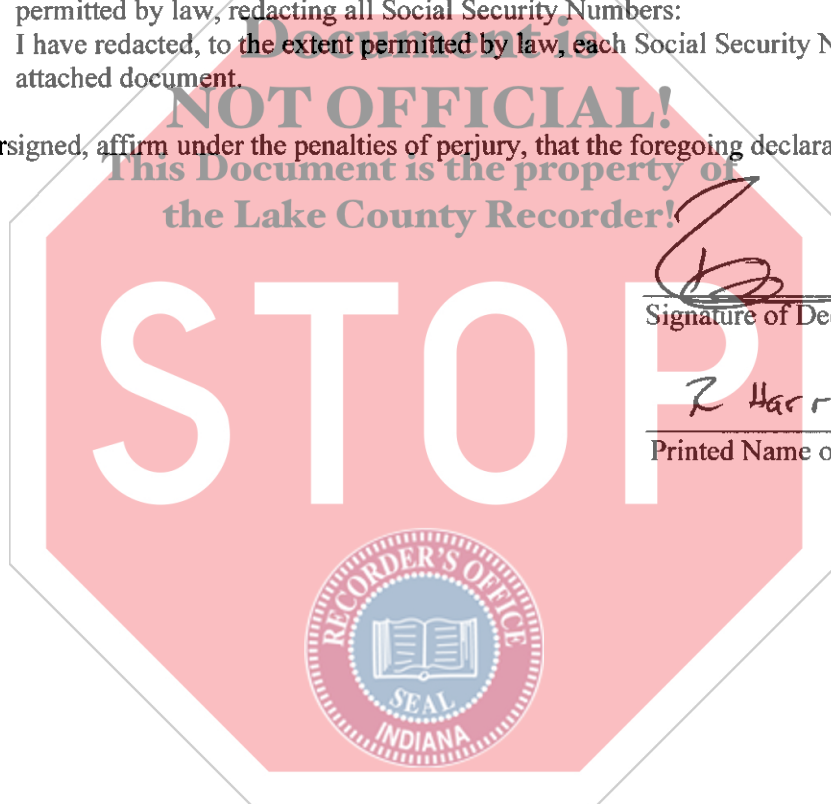 permitted by law, redacting all Social Security Numbers:
Document is
I have redacted, to the extent permitted by law, each Social Security N
attached document.
NOT OFFICIAL!
rsigned, affirm under the penalties of perjury, that the foregoing declara
This Document is the property of
the Lake County Recorder!
Signature of De
STOP
R Harr
Printed Name o
RECORDER'S OFFICE
SEAL
INDIANA